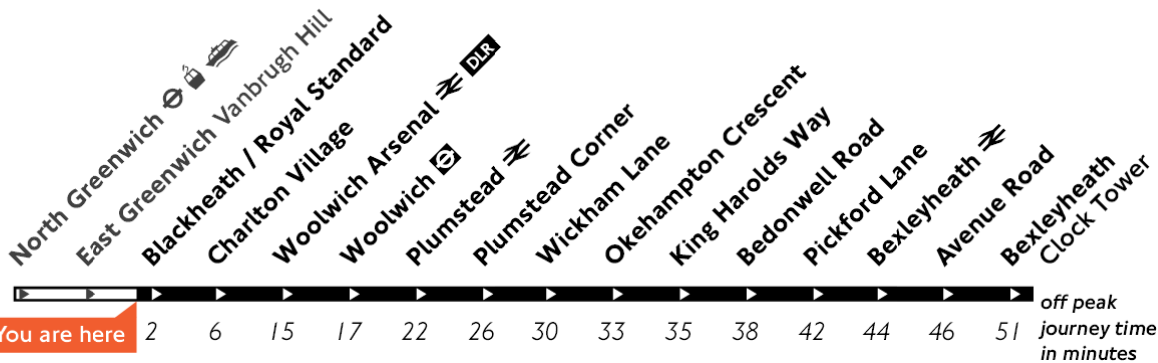 North Greenwich
East Greenwich Vanbrugh Hill
Blackheath / Royal Standard
Charlton Village
Woolwich Arsenal DLR
Woolwich
Plumstead
Plumstead Corner
Wickham Lane
Okehampton Crescent
King Harolds Way
Bedonwell Road
Pickford Lane
Bexleyheath
Avenue Road
Bexleyheath
Clock Tower
You are here 2 6 15 17 22 26 30 33 35 38 42 44 46 51
off peak
journey time
in minutes